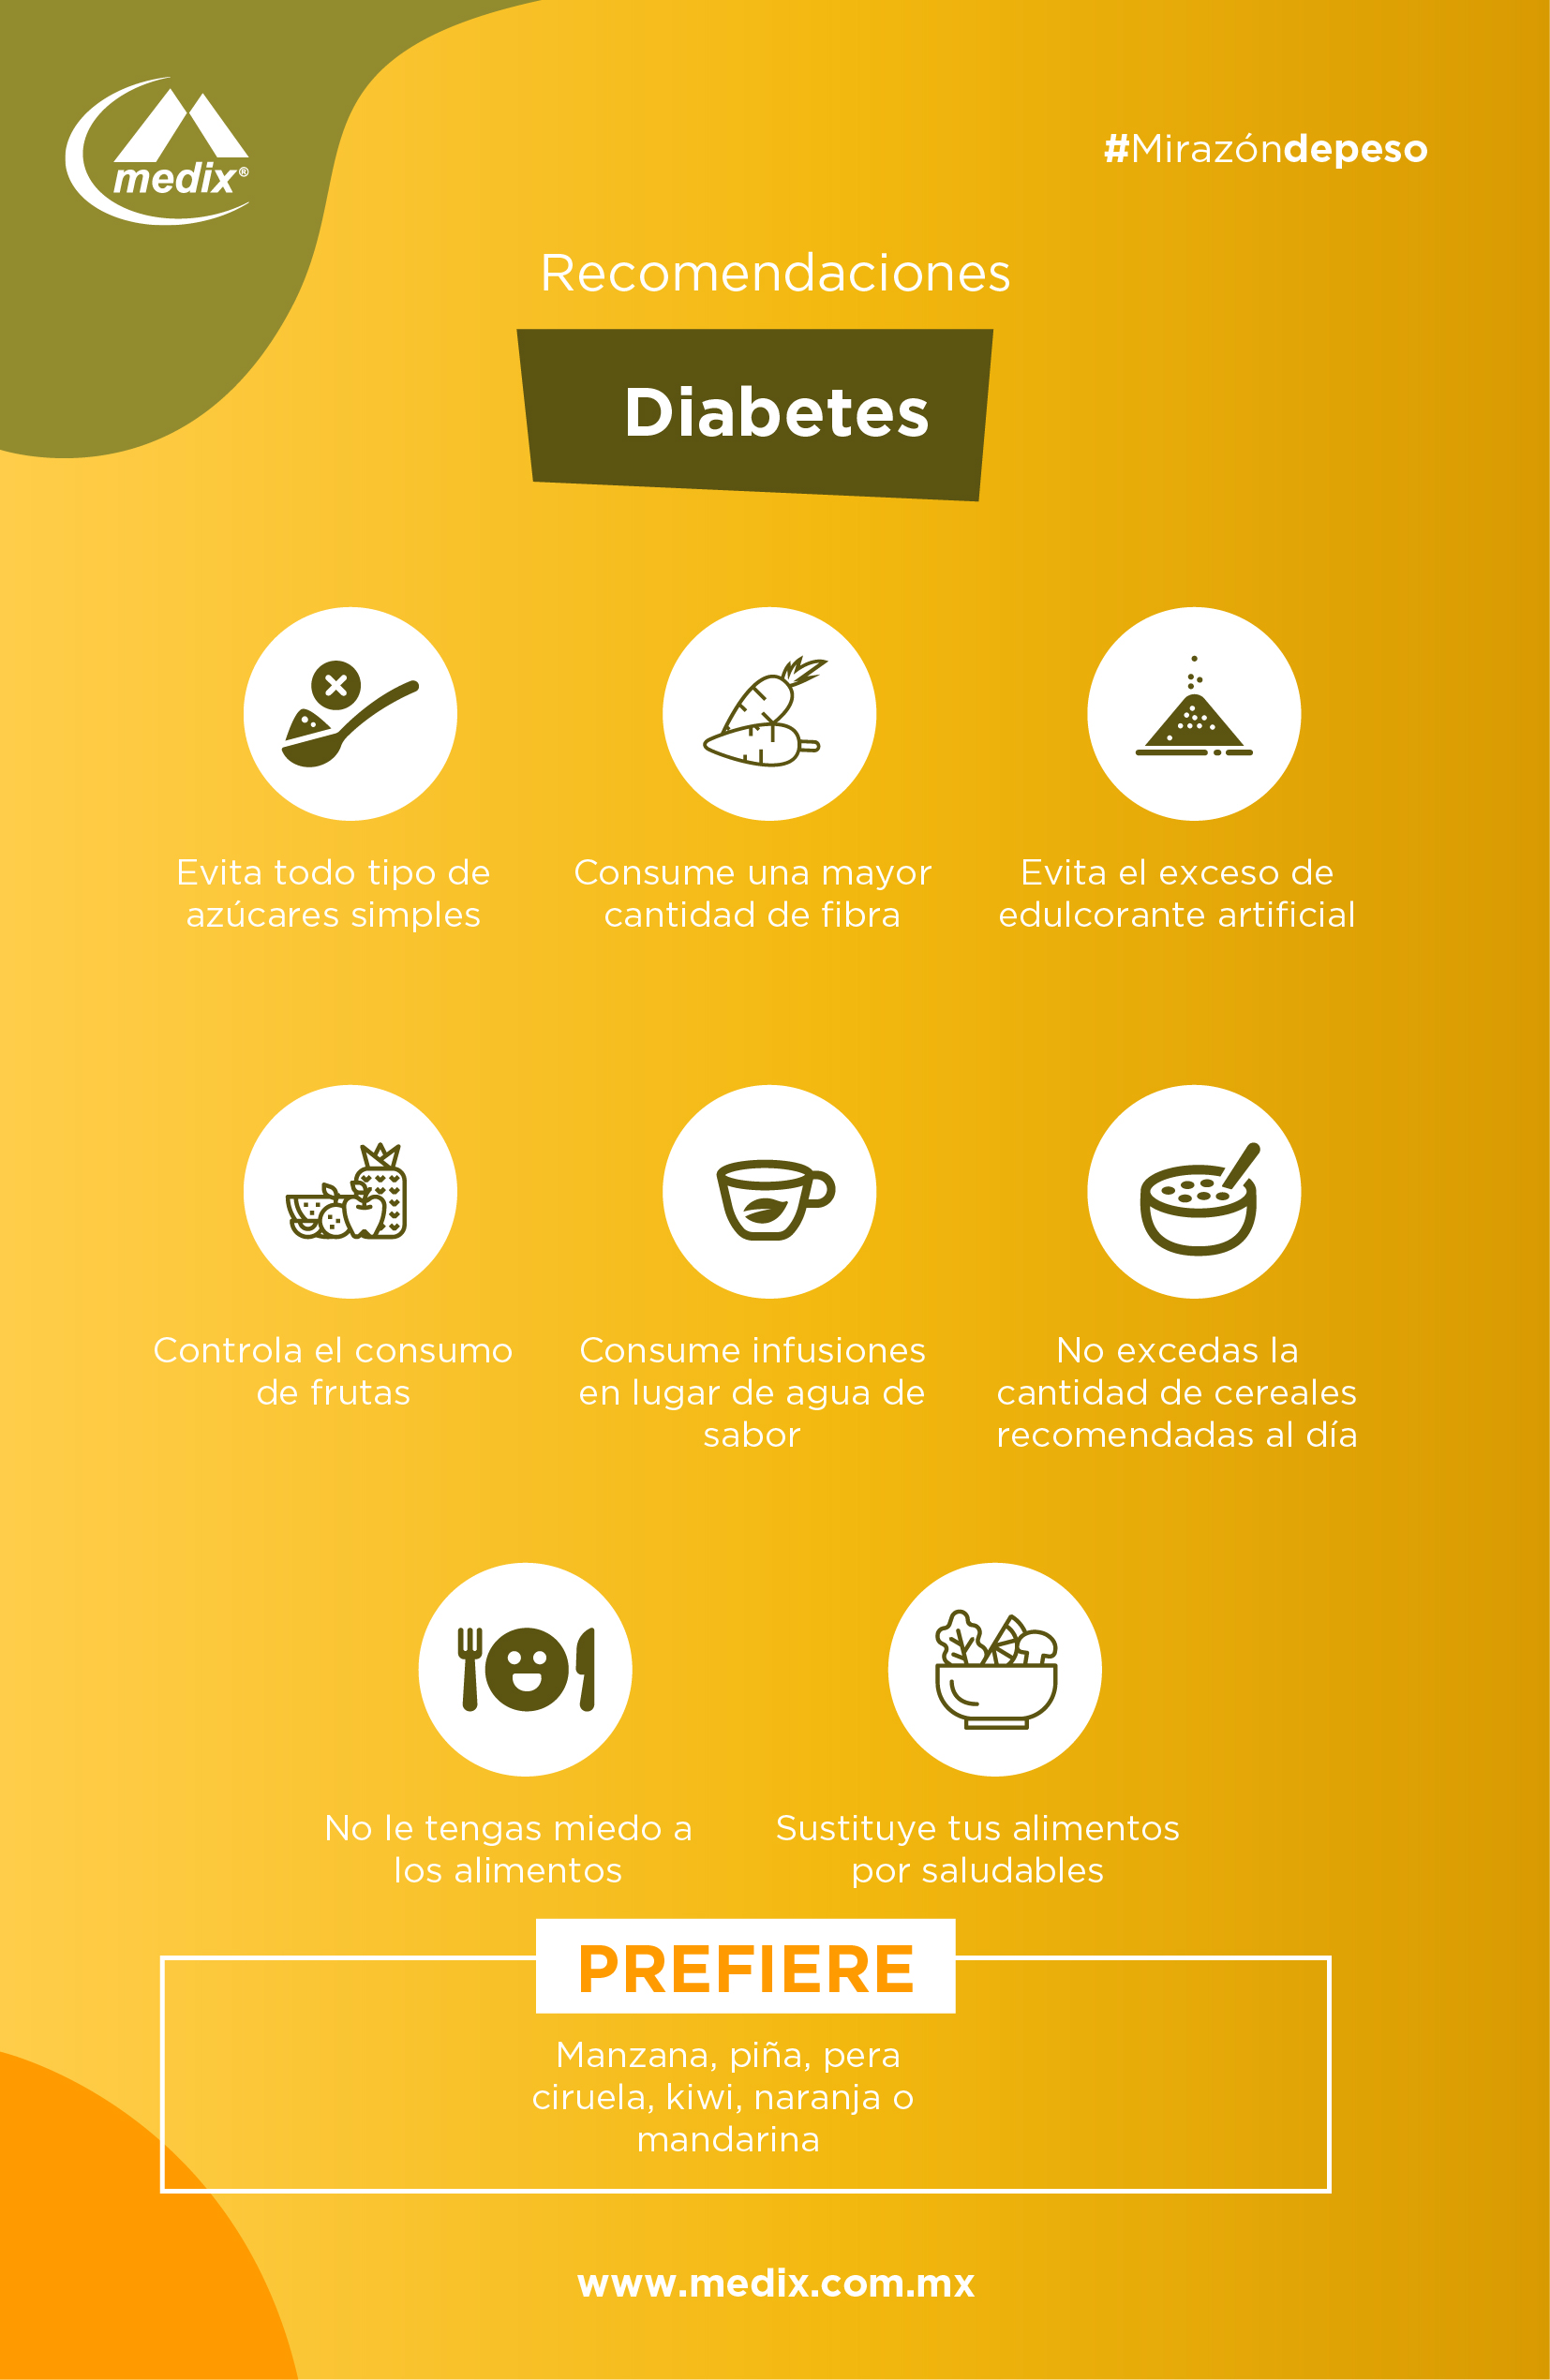 medix®
#Mirazóndepeso
Recomendaciones
Diabetes
Evita todo tipo de
azúcares simples
Consume una mayor
cantidad de fibra
Evita el exceso de
edulcorante artificial
Controla el consumo
de frutas
Consume infusiones
en lugar de agua de
sabor
No excedas la
cantidad de cereales
recomendadas al día
No le tengas miedo a
los alimentos
Sustituye tus alimentos
por saludables
PREFIERE
Manzana, piña, pera
ciruela, kiwi, naranja o
mandarina
www.medix.com.mx